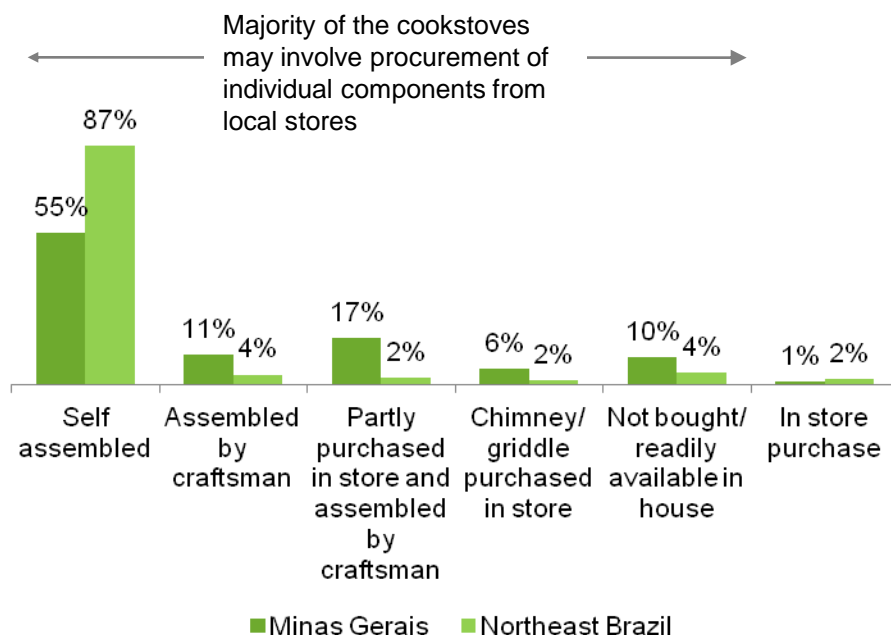 Majority of the cookstoves
may involve procurement of
individual components from
local stores
87%
55%
11%
4%
17%
2%
6%
2%
10%
4%
1%
2%
Self
assembled
Assembled
by
craftsman
Partly
purchased
in store and
assembled
by
craftsman
Chimney/
griddle
purchased
in store
Not bought/
readily
available in
house
In store
purchase
Minas Gerais
Northeast Brazil